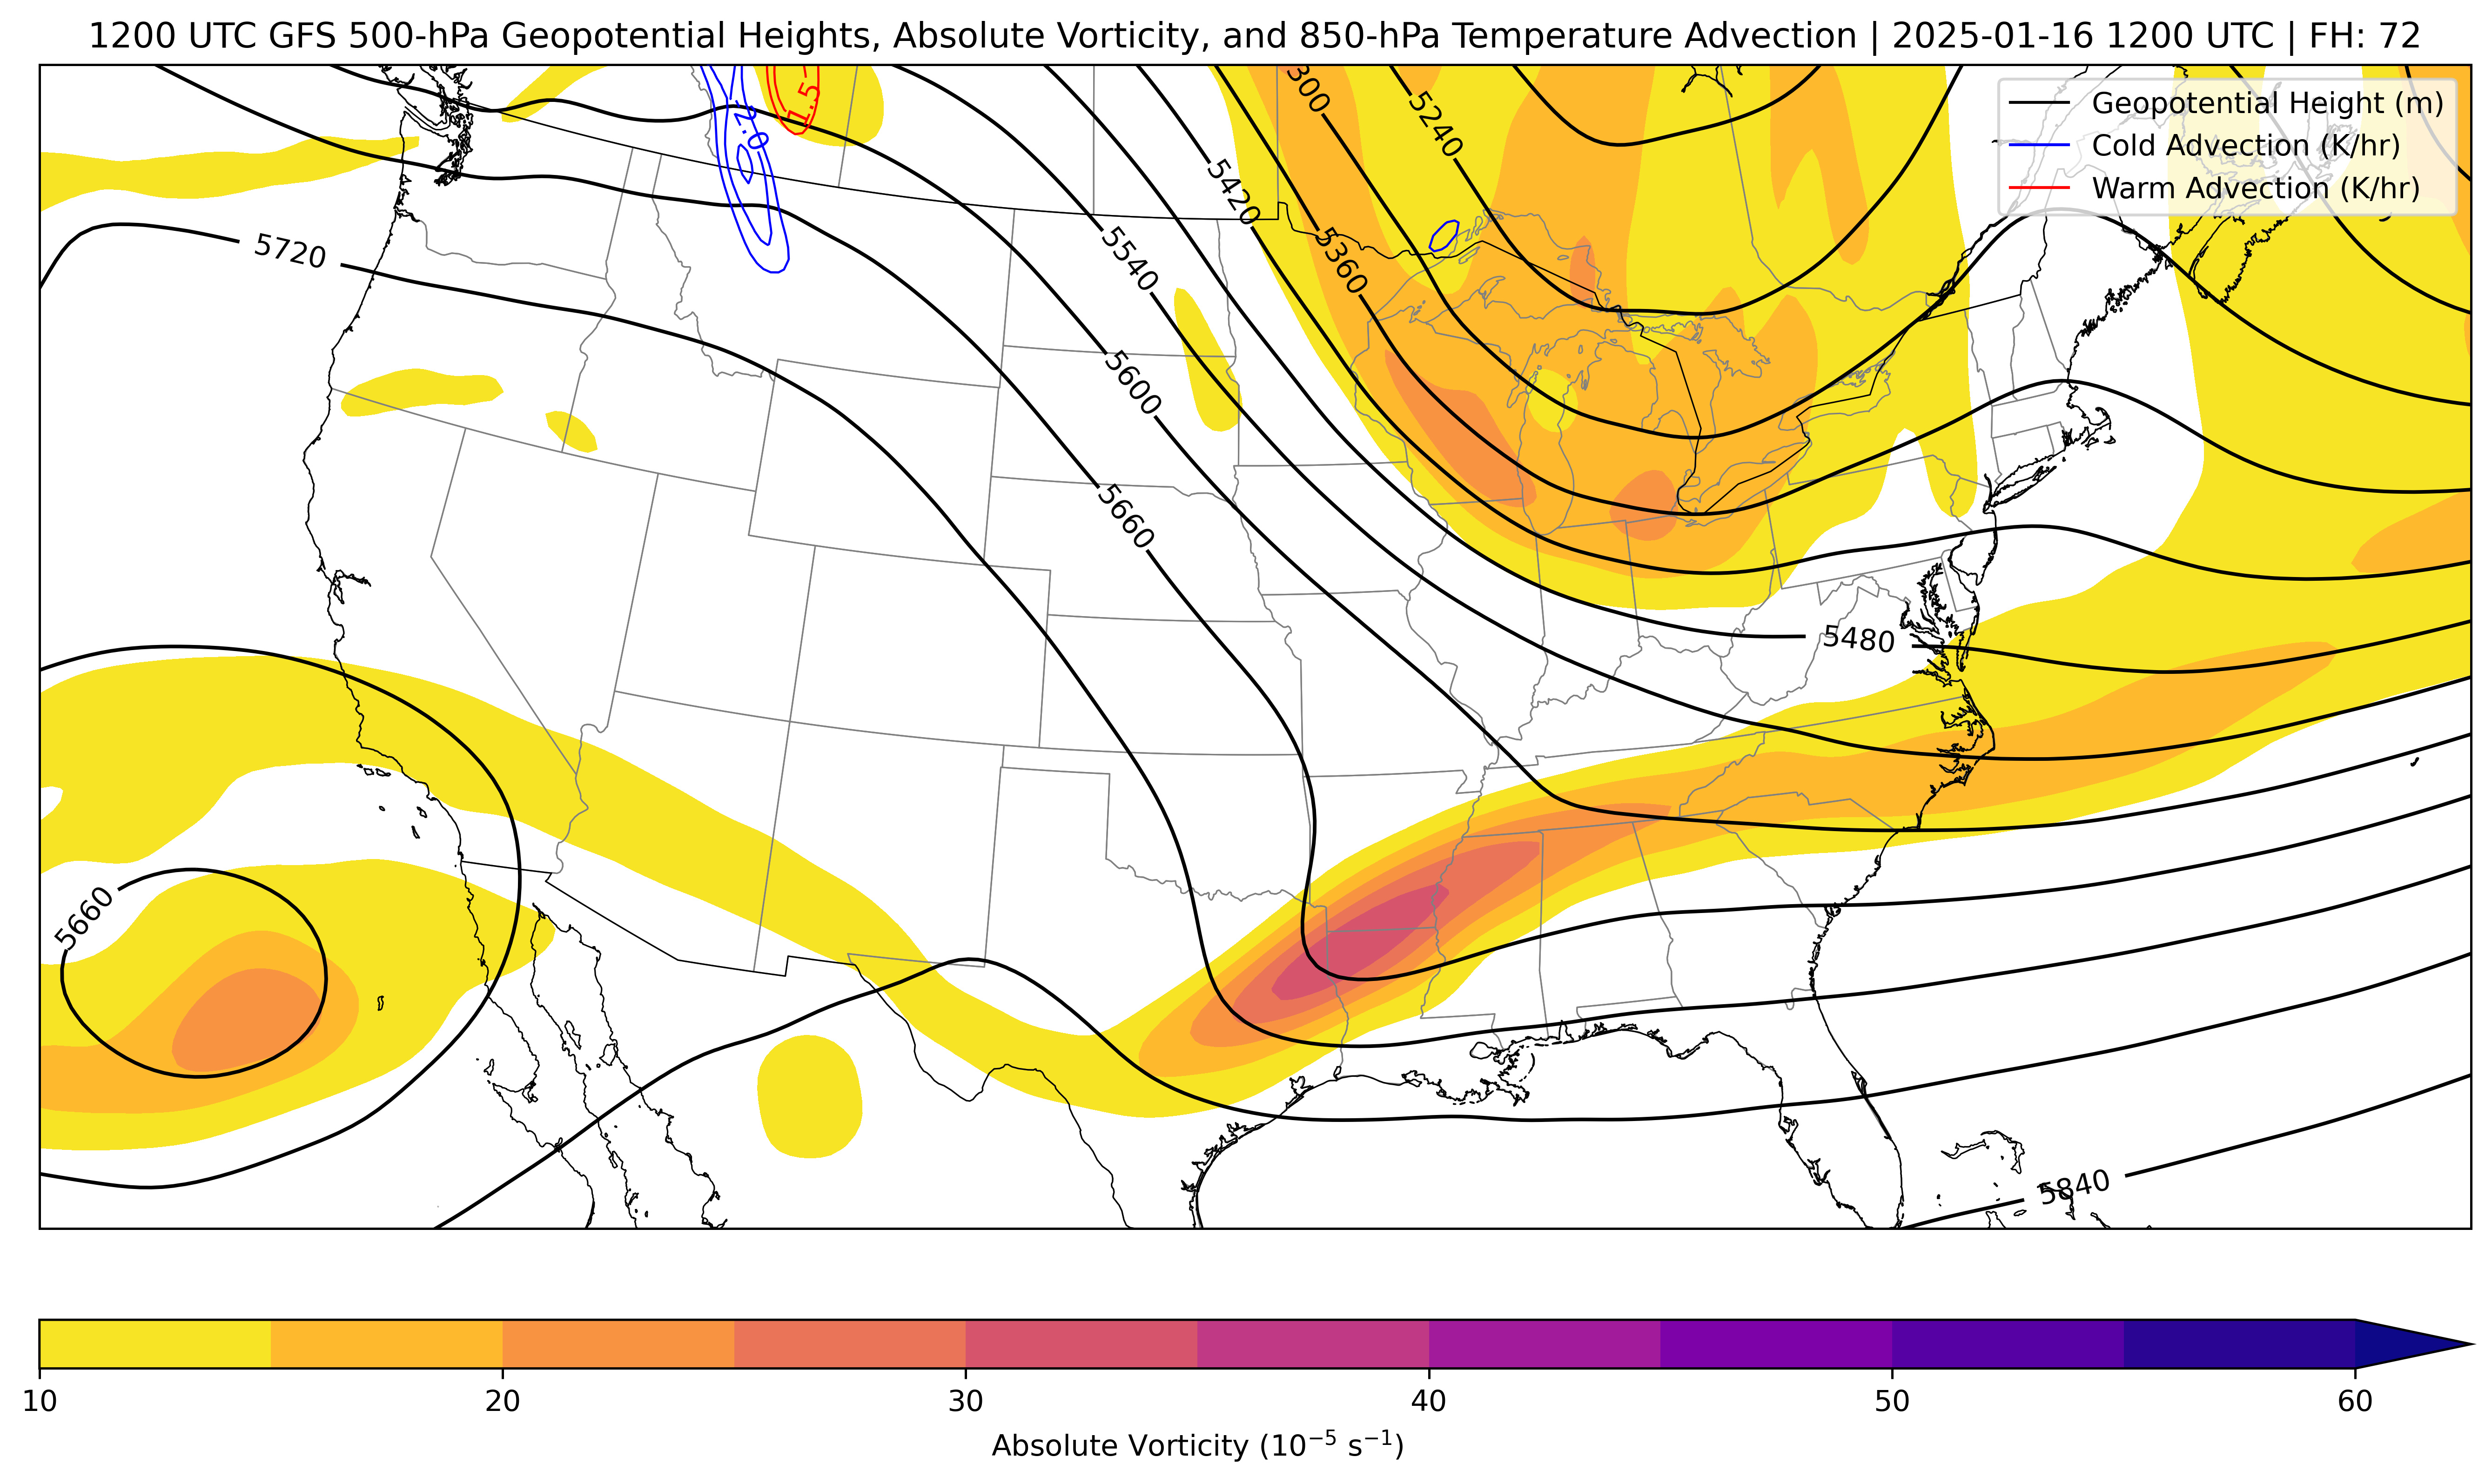 1200 UTC GFS 500-hPa Geopotential Heights, Absolute Vorticity, and 850-hPa Temperature Advection | 2025-01-16 1200 UTC | FH: 72
Geopotential Height (m)
Cold Advection (K/hr)
Warm Advection (K/hr)
300
5240
1.5
-2.0
5420
5720
5540
5360
5600
5660
5480
5660
5840
10 20 30 40 50 60
Absolute Vorticity (10⁻⁵ s⁻¹)